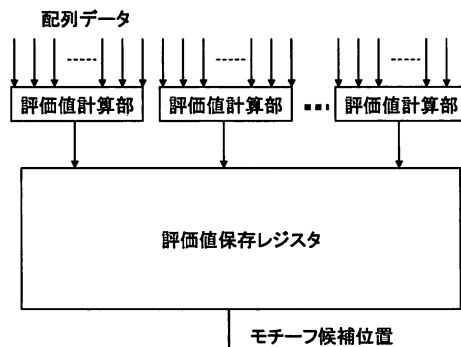 配列データ
評価値計算部 評価値計算部 評価値計算部
評価値保存レジスタ
モチーフ候補位置